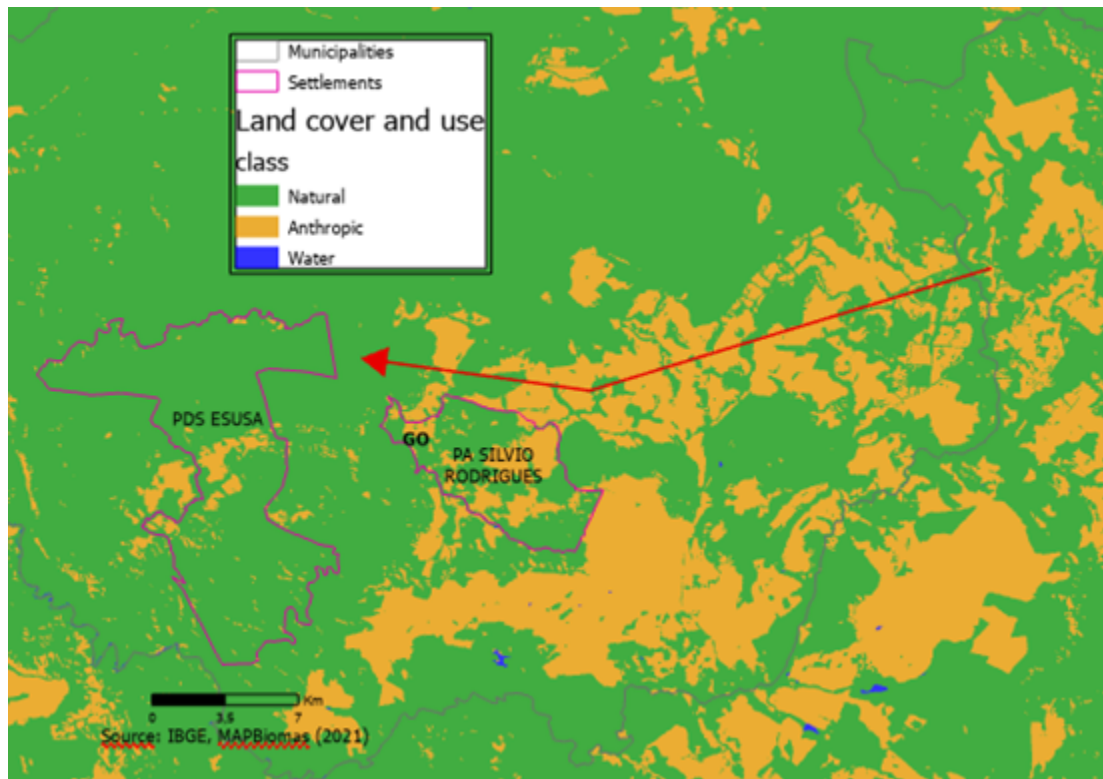 Municipalities
Settlements
Land cover and use
class
Natural
Anthropic
Water
PDS ESUSA
GO
PA SILVIO
RODRIGUES
Km
0 3,5 7
Source: IBGE, MAPBiomas (2021)